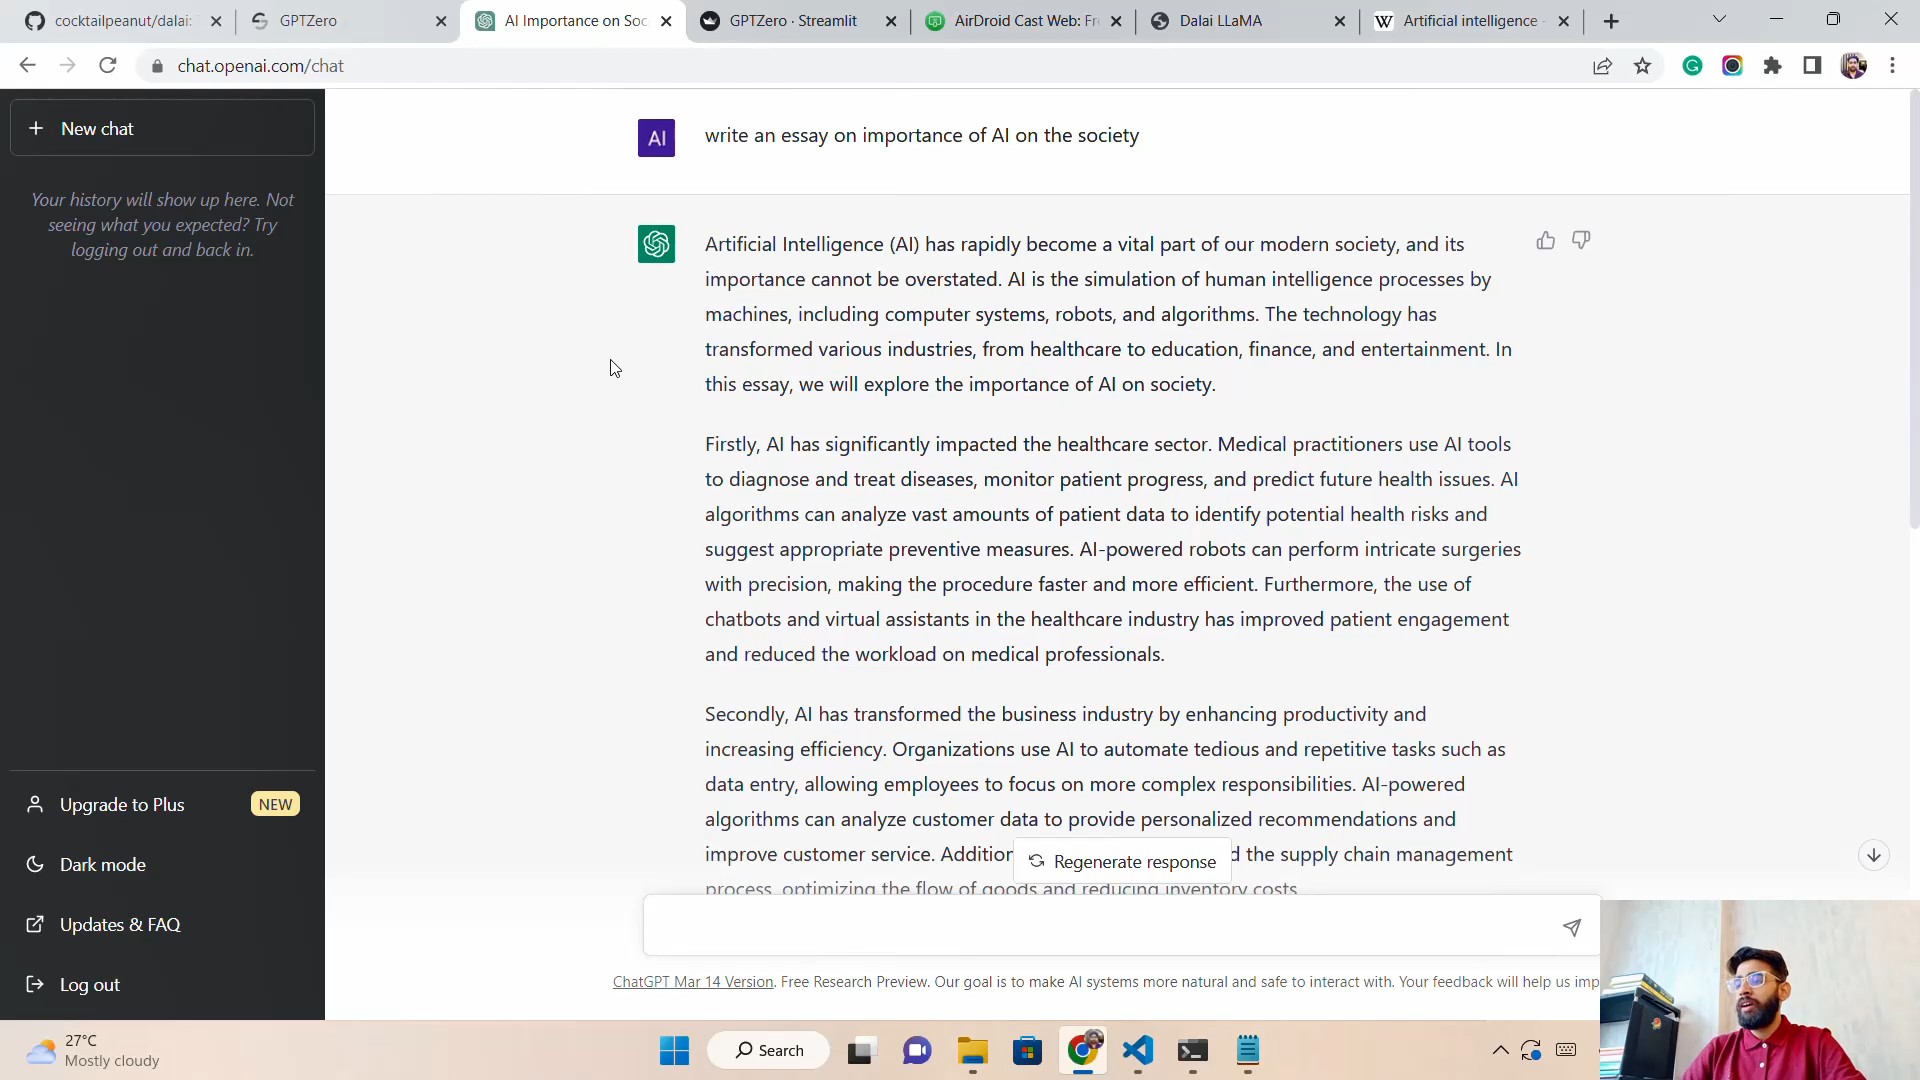 cocktailpeanut/dalai:
GPTZero
AI Importance on Soc
GPTZero · Streamlit
AirDroid Cast Web: Fr
Dalai LLaMA
Artificial intelligence -
chat.openai.com/chat
New chat
Your history will show up here. Not
seeing what you expected? Try
logging out and back in.
Upgrade to Plus
NEW
Dark mode
Updates & FAQ
Log out
AI
write an essay on importance of AI on the society
Artificial Intelligence (AI) has rapidly become a vital part of our modern society, and its
importance cannot be overstated. AI is the simulation of human intelligence processes by
machines, including computer systems, robots, and algorithms. The technology has
transformed various industries, from healthcare to education, finance, and entertainment. In
this essay, we will explore the importance of AI on society.
Firstly, AI has significantly impacted the healthcare sector. Medical practitioners use AI tools
to diagnose and treat diseases, monitor patient progress, and predict future health issues. AI
algorithms can analyze vast amounts of patient data to identify potential health risks and
suggest appropriate preventive measures. AI-powered robots can perform intricate surgeries
with precision, making the procedure faster and more efficient. Furthermore, the use of
chatbots and virtual assistants in the healthcare industry has improved patient engagement
and reduced the workload on medical professionals.
Secondly, AI has transformed the business industry by enhancing productivity and
increasing efficiency. Organizations use AI to automate tedious and repetitive tasks such as
data entry, allowing employees to focus on more complex responsibilities. AI-powered
algorithms can analyze customer data to provide personalized recommendations and
improve customer service. Addition
Regenerate response
d the supply chain management
process, optimizing the flow of goods and reducing inventory costs.
ChatGPT Mar 14 Version. Free Research Preview. Our goal is to make AI systems more natural and safe to interact with. Your feedback will help us imp
27°C
Mostly cloudy
Search